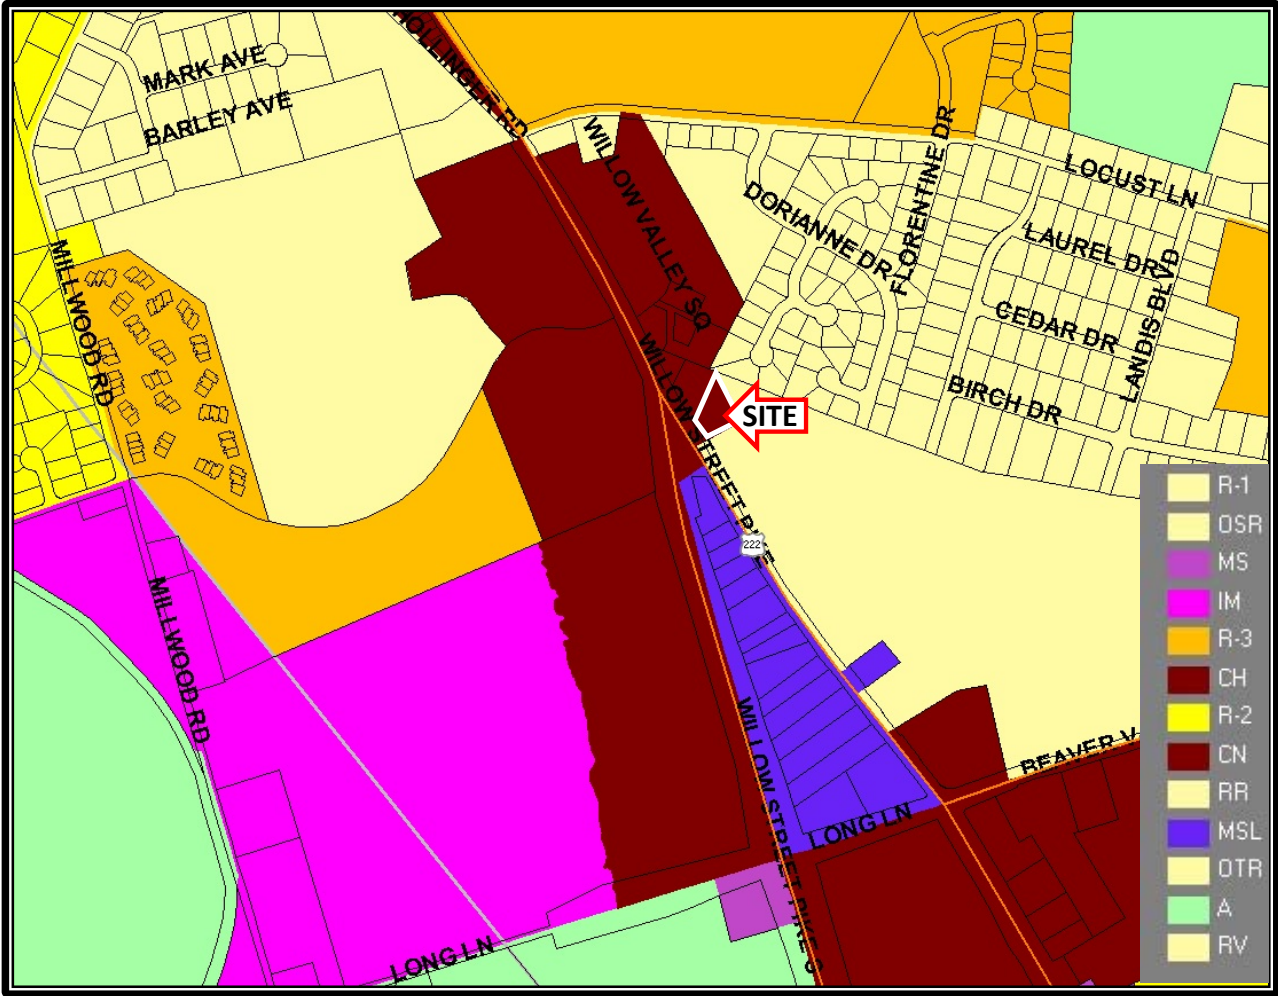 HOLLINGER RD
MARK AVE
BARLEY AVE
WILLOW VALLEY SQ
LOCUST LN
FLORENTINE DR
DORIANNE DR
LAUREL DR
LANDIS BLVD
CEDAR DR
BIRCH DR
MILLWOOD RD
WILLOW STREET PIKE
SITE
222
MILLWOOD RD
WILLOW STREET PIKE S
BEAVER V
LONG LN
LONG LN
R-1
OSR
MS
IM
R-3
CH
R-2
CN
RR
MSL
OTR
A
RV